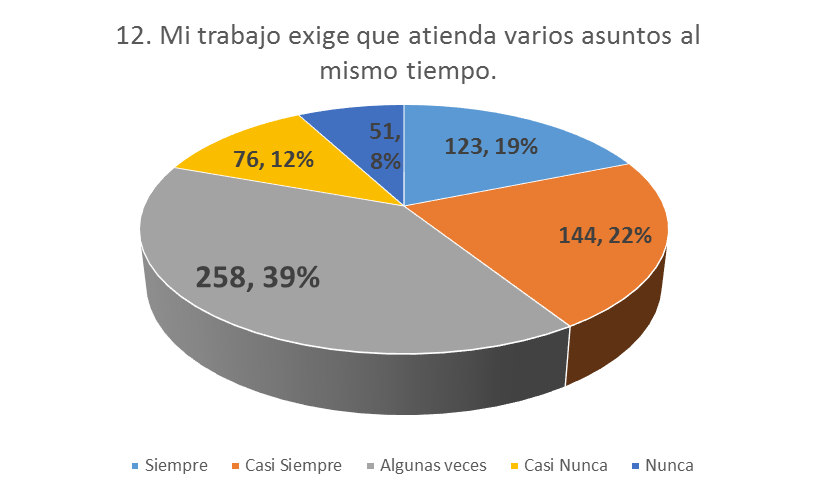 12. Mi trabajo exige que atienda varios asuntos al
mismo tiempo.
51,
8%
123, 19%
76, 12%
144, 22%
258, 39%
Siempre
Casi Siempre
Algunas veces
Casi Nunca
Nunca